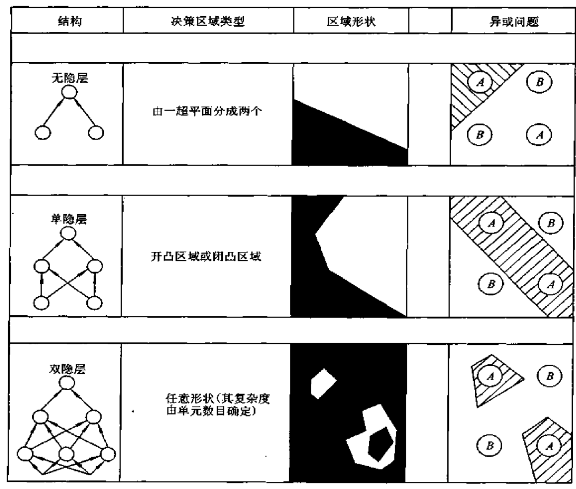 结构 决策区域类型 区域形状 异或问题
无隐层
由一超平面分成两个
A B
B A
单隐层
开凸区域或闭凸区域
A B
B A
双隐层
任意形状(其复杂度
由单元数目确定)
A B
B A